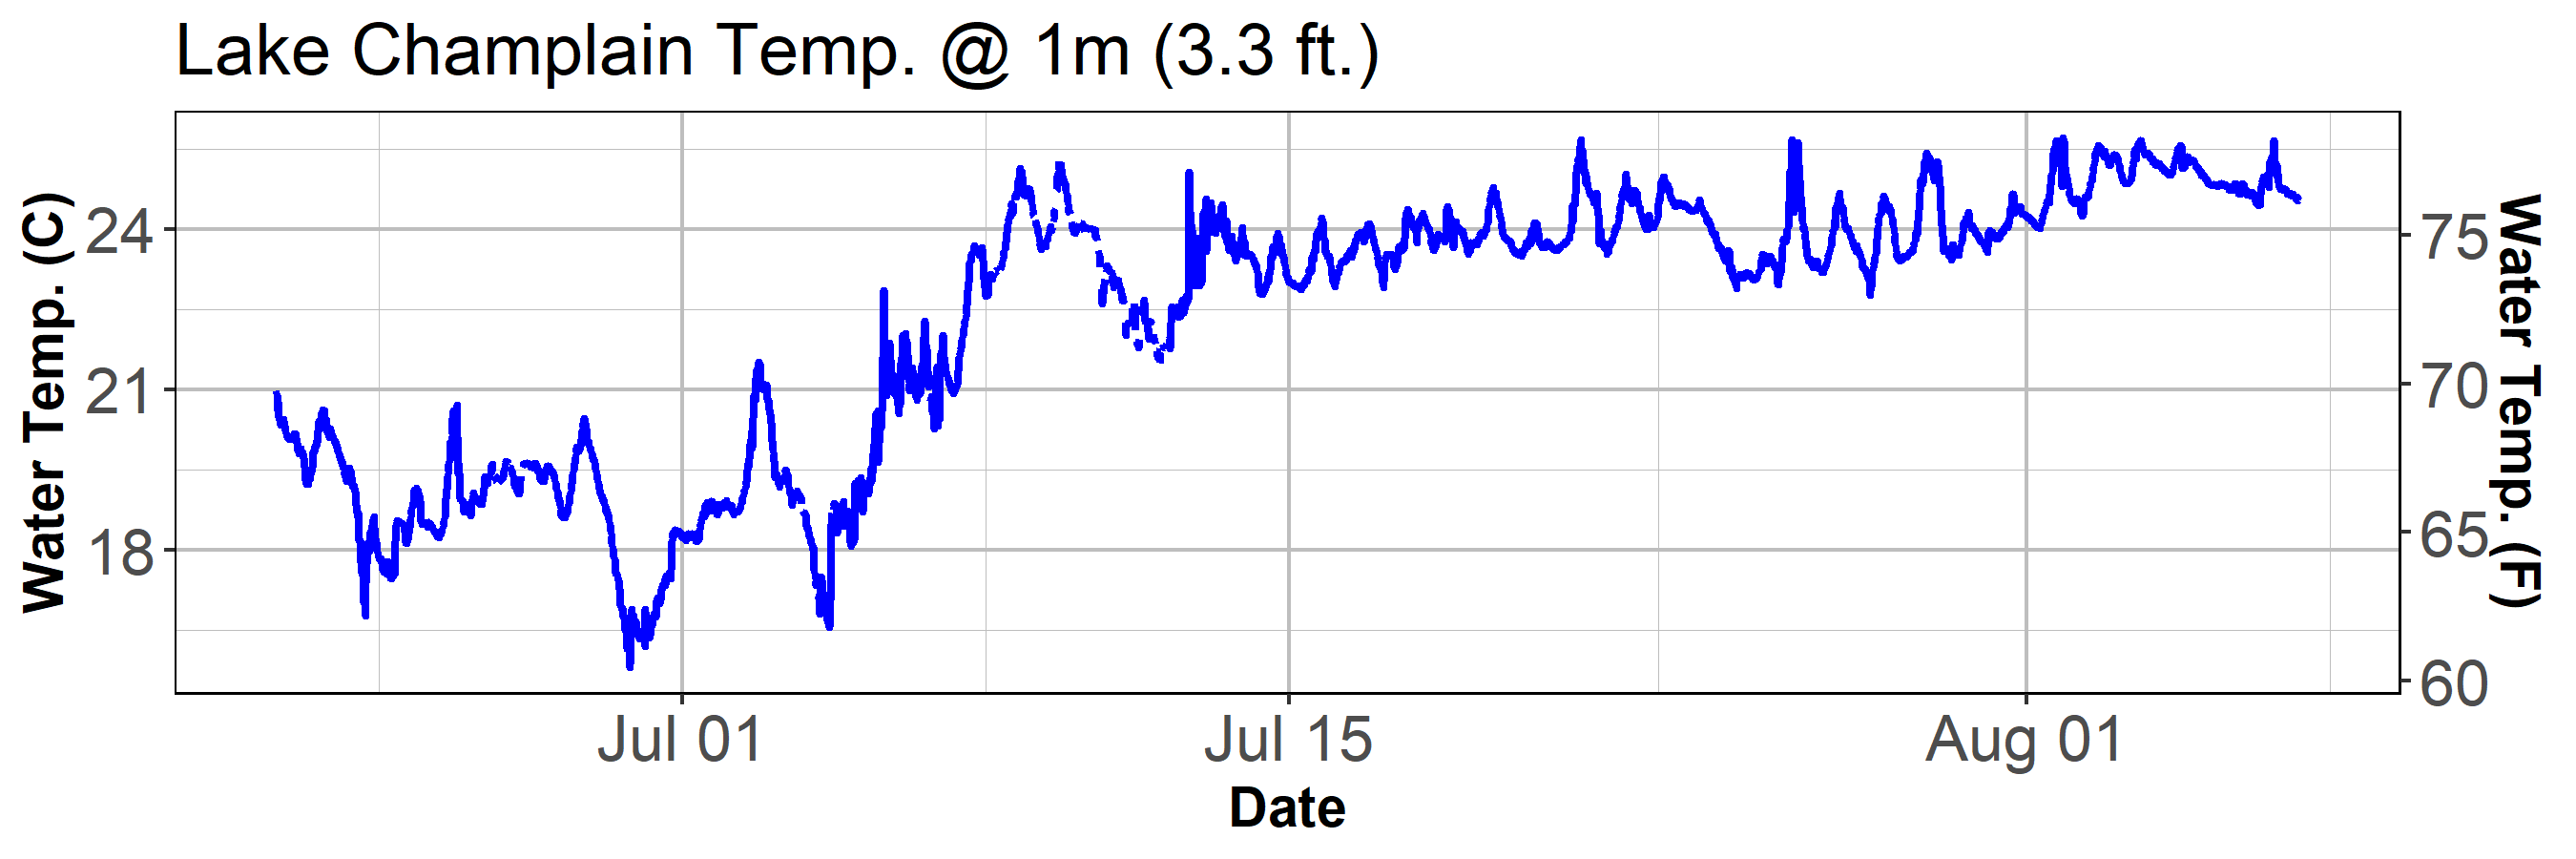 Lake Champlain Temp. @ 1m (3.3 ft.)
Water Temp. (C)
24
21
18
75
70
65
60
Water Temp. (F)
Jul 01
Jul 15
Aug 01
Date